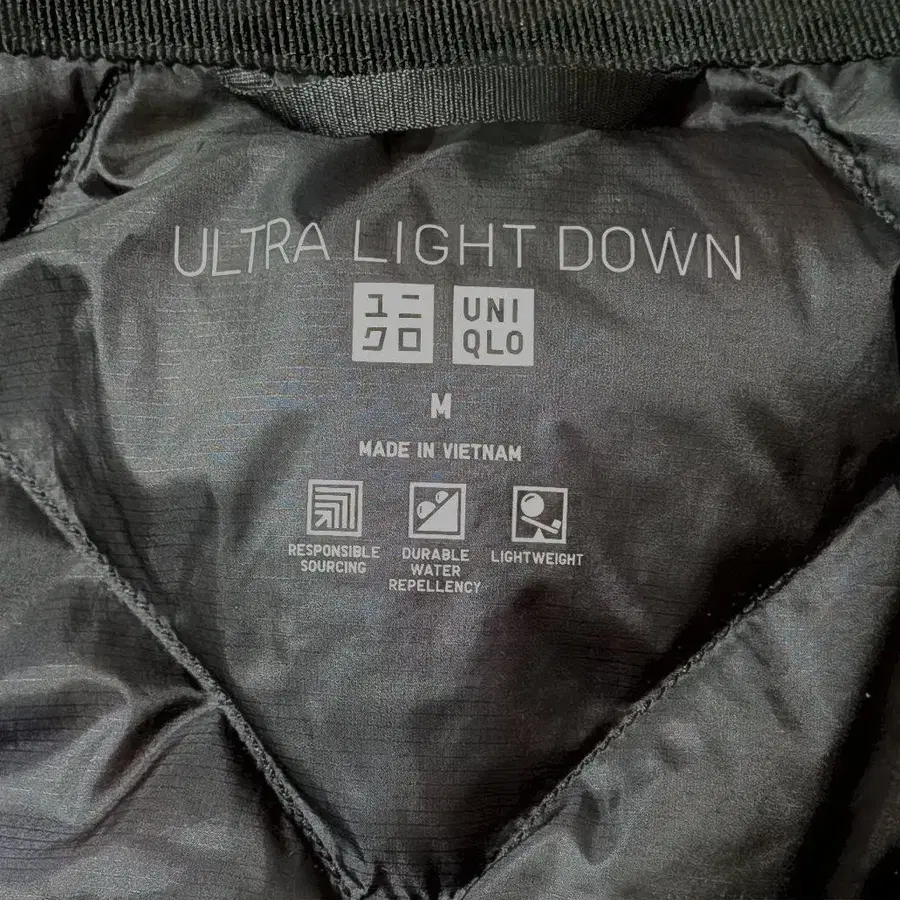 ULTRA LIGHT DOWN
ユニ UNI
クロ QLO
M
MADE IN VIETNAM
RESPONSIBLE SOURCING
DURABLE WATER REPELLENCY
LIGHTWEIGHT